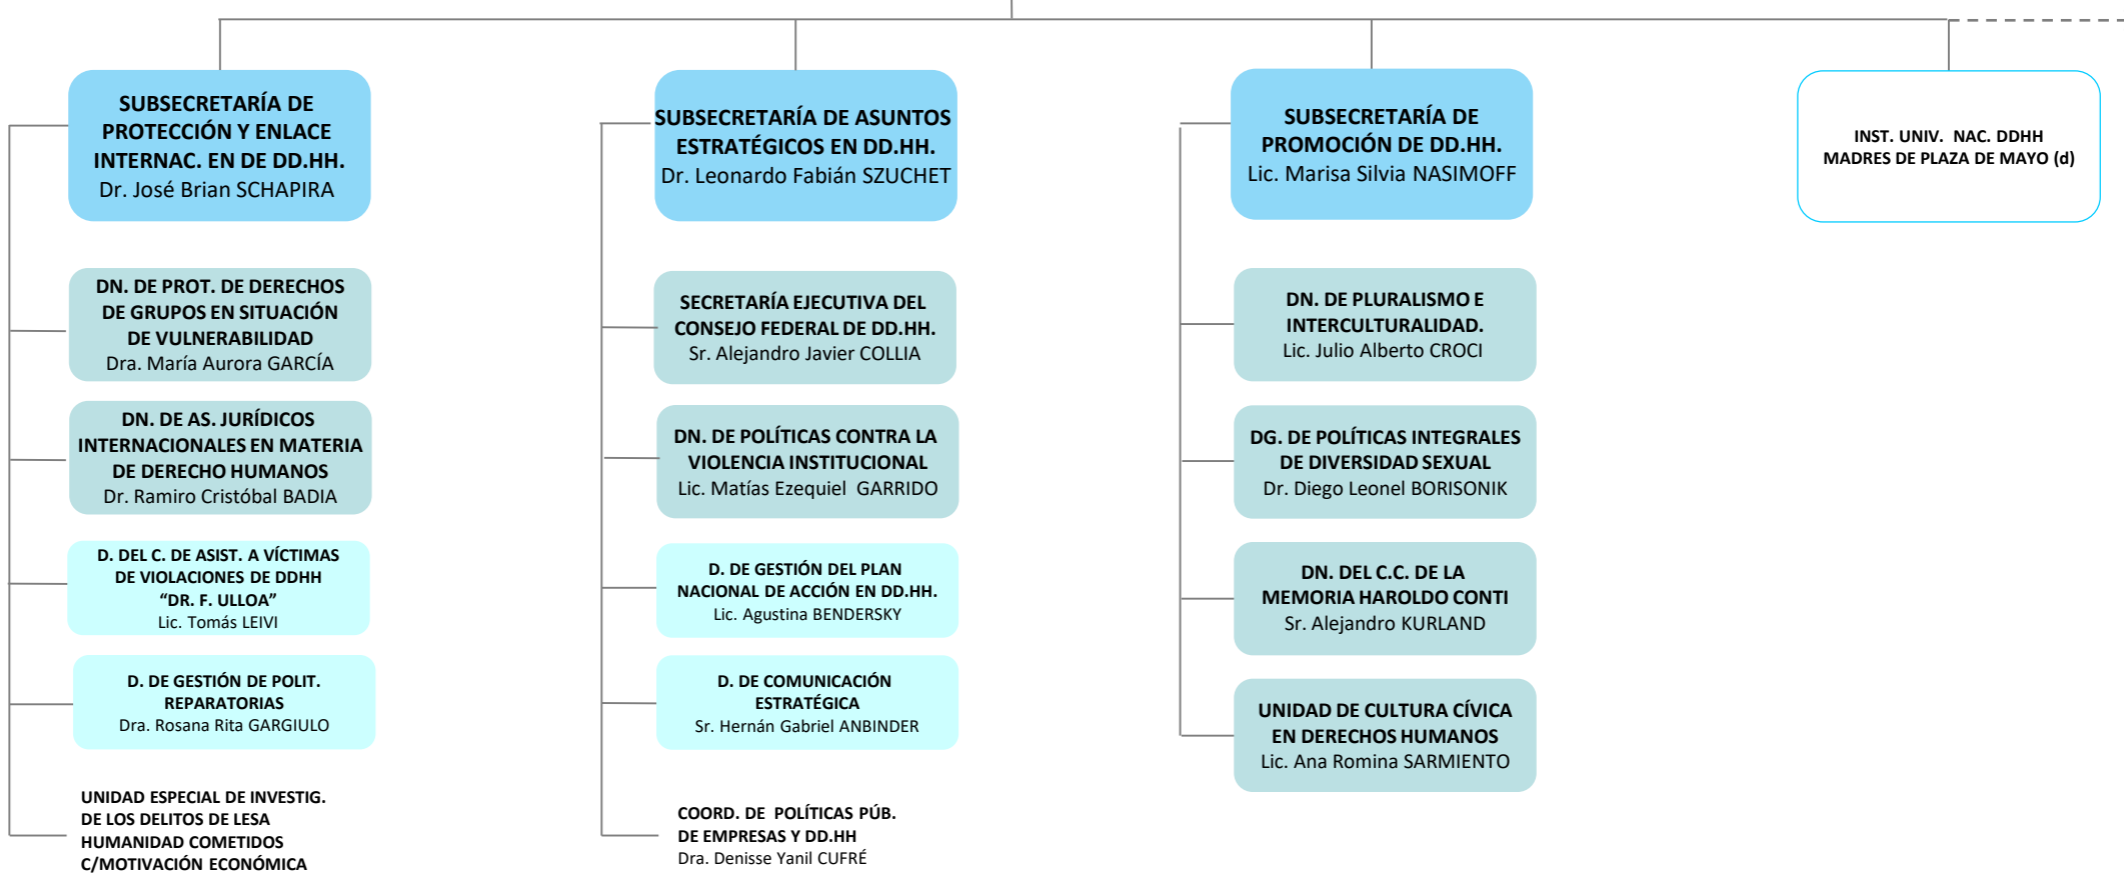 SUBSECRETARÍA DE
PROTECCIÓN Y ENLACE
INTERNAC. EN DE DD.HH.
Dr. José Brian SCHAPIRA
DN. DE PROT. DE DERECHOS
DE GRUPOS EN SITUACIÓN
DE VULNERABILIDAD
Dra. María Aurora GARCÍA
DN. DE AS. JURÍDICOS
INTERNACIONALES EN MATERIA
DE DERECHO HUMANOS
Dr. Ramiro Cristóbal BADIA
D. DEL C. DE ASIST. A VÍCTIMAS
DE VIOLACIONES DE DDHH
“DR. F. ULLOA”
Lic. Tomás LEIVI
D. DE GESTIÓN DE POLIT.
REPARATORIAS
Dra. Rosana Rita GARGIULO
UNIDAD ESPECIAL DE INVESTIG.
DE LOS DELITOS DE LESA
HUMANIDAD COMETIDOS
C/MOTIVACIÓN ECONÓMICA
SUBSECRETARÍA DE ASUNTOS
ESTRATÉGICOS EN DD.HH.
Dr. Leonardo Fabián SZUCHET
SECRETARÍA EJECUTIVA DEL
CONSEJO FEDERAL DE DD.HH.
Sr. Alejandro Javier COLLIA
DN. DE POLÍTICAS CONTRA LA
VIOLENCIA INSTITUCIONAL
Lic. Matías Ezequiel GARRIDO
D. DE GESTIÓN DEL PLAN
NACIONAL DE ACCIÓN EN DD.HH.
Lic. Agustina BENDERSKY
D. DE COMUNICACIÓN
ESTRATÉGICA
Sr. Hernán Gabriel ANBINDER
COORD. DE POLÍTICAS PÚB.
DE EMPRESAS Y DD.HH
Dra. Denisse Yanil CUFRÉ
SUBSECRETARÍA DE
PROMOCIÓN DE DD.HH.
Lic. Marisa Silvia NASIMOFF
DN. DE PLURALISMO E
INTERCULTURALIDAD.
Lic. Julio Alberto CROCI
DG. DE POLÍTICAS INTEGRALES
DE DIVERSIDAD SEXUAL
Dr. Diego Leonel BORISONIK
DN. DEL C.C. DE LA
MEMORIA HAROLDO CONTI
Sr. Alejandro KURLAND
UNIDAD DE CULTURA CÍVICA
EN DERECHOS HUMANOS
Lic. Ana Romina SARMIENTO
INST. UNIV. NAC. DDHH
MADRES DE PLAZA DE MAYO (d)